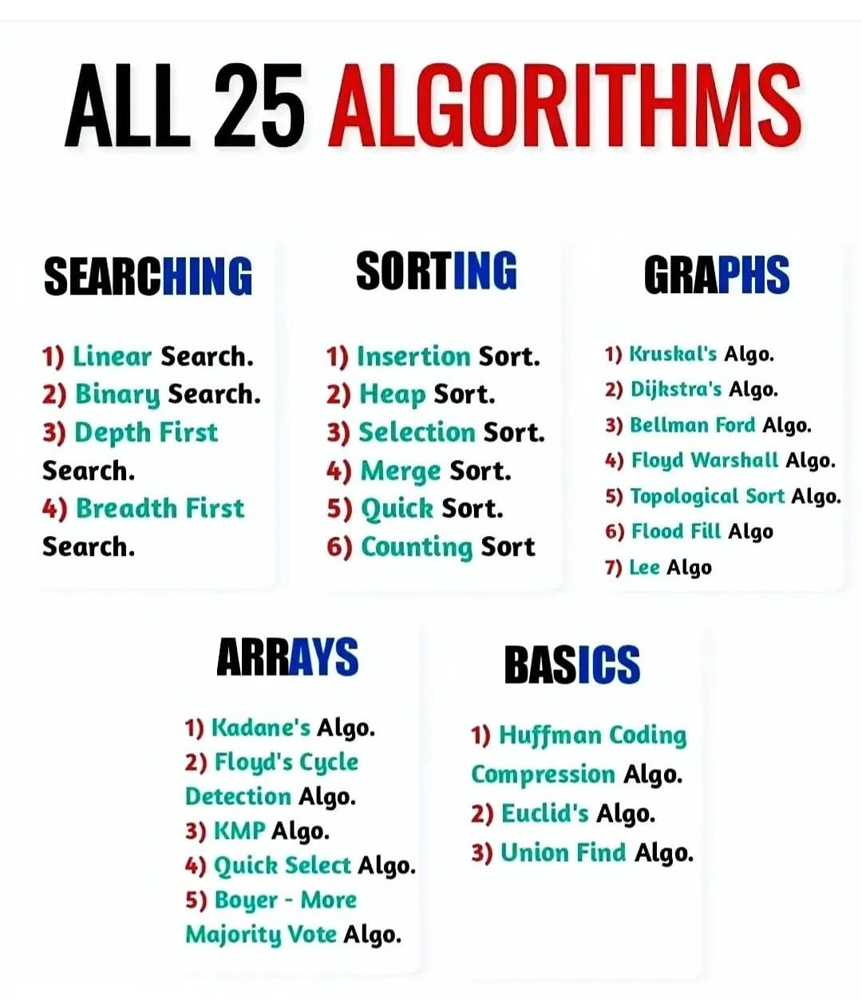 ALL 25 ALGORITHMS
SEARCHING
1) Linear Search.
2) Binary Search.
3) Depth First
Search.
4) Breadth First
Search.
SORTING
1) Insertion Sort.
2) Heap Sort.
3) Selection Sort.
4) Merge Sort.
5) Quick Sort.
6) Counting Sort
GRAPHS
1) Kruskal's Algo.
2) Dijkstra's Algo.
3) Bellman Ford Algo.
4) Floyd Warshall Algo.
5) Topological Sort Algo.
6) Flood Fill Algo
7) Lee Algo
ARRAYS
1) Kadane's Algo.
2) Floyd's Cycle
Detection Algo.
3) KMP Algo.
4) Quick Select Algo.
5) Boyer - More
Majority Vote Algo.
BASICS
1) Huffman Coding
Compression Algo.
2) Euclid's Algo.
3) Union Find Algo.